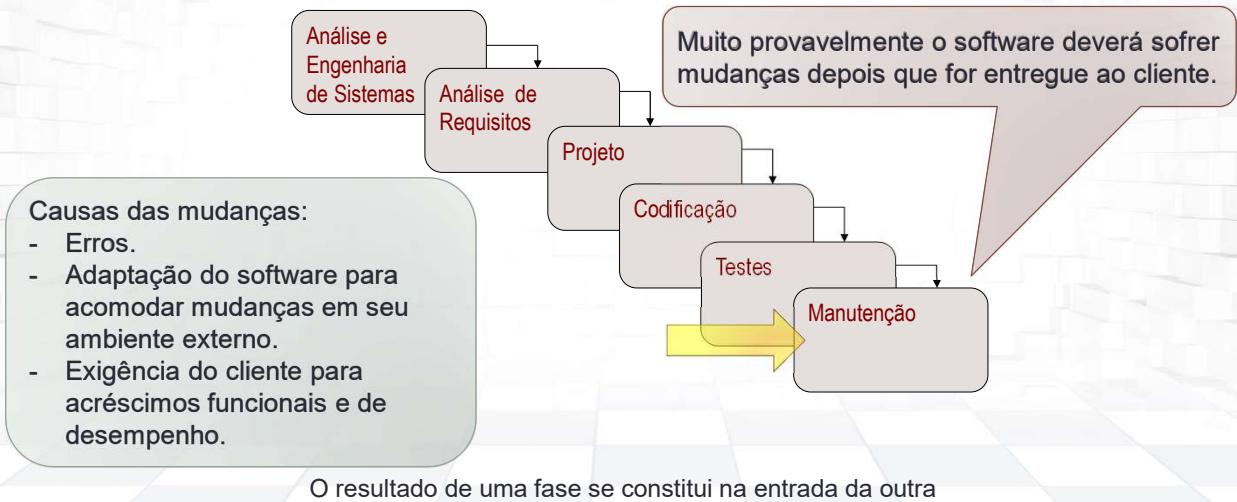 Análise e
Engenharia
de Sistemas
Análise de
Requisitos
Projeto
Codificação
Testes
Manutenção
Muito provavelmente o software deverá sofrer
mudanças depois que for entregue ao cliente.
Causas das mudanças:
- Erros.
- Adaptação do software para
acomodar mudanças em seu
ambiente externo.
- Exigência do cliente para
acréscimos funcionais e de
desempenho.
O resultado de uma fase se constitui na entrada da outra